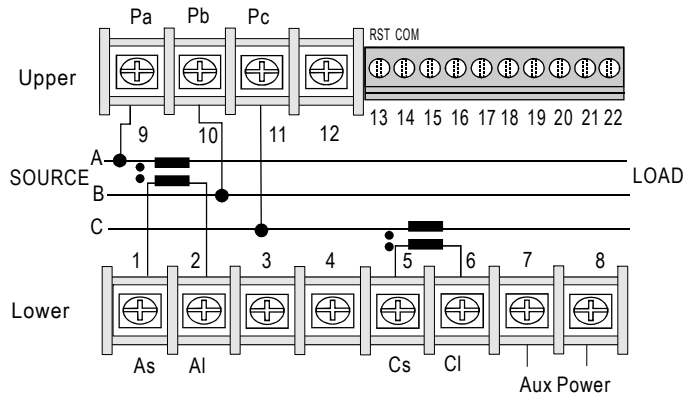 Pa Pb Pc
RST COM
Upper
9 10 11 12 13 14 15 16 17 18 19 20 21 22
A
SOURCE LOAD
B
C
1 2 3 4 5 6 7 8
Lower
As Al Cs Cl
Aux Power